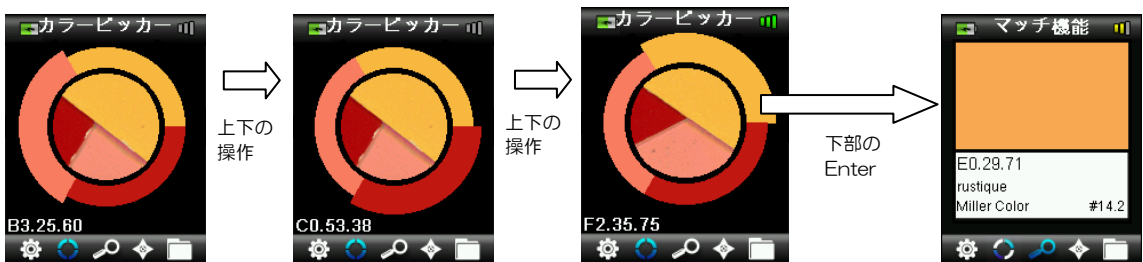 カラーピッカー
B3.25.60
上下の
操作
カラーピッカー
C0.53.38
上下の
操作
カラーピッカー
F2.35.75
下部の
Enter
マッチ機能
E0.29.71
rustique
Miller Color #14.2